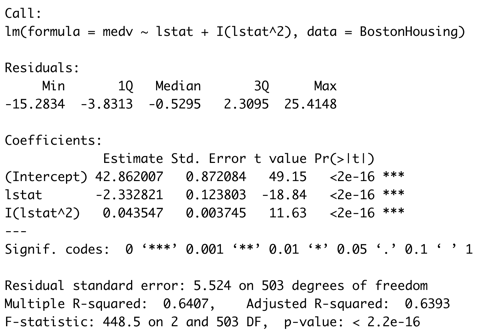 Call:
lm(formula = medv ~ lstat + I(lstat^2), data = BostonHousing)
Residuals:
Min 1Q Median 3Q Max
-15.2834 -3.8313 -0.5295 2.3095 25.4148
Coefficients:
Estimate Std. Error t value Pr(>|t|)
(Intercept) 42.862007 0.872084 49.15 <2e-16 ***
lstat -2.332821 0.123803 -18.84 <2e-16 ***
I(lstat^2) 0.043547 0.003745 11.63 <2e-16 ***
---
Signif. codes: 0 ‘***’ 0.001 ‘**’ 0.01 ‘*’ 0.05 ‘.’ 0.1 ‘ ’ 1
Residual standard error: 5.524 on 503 degrees of freedom
Multiple R-squared: 0.6407, Adjusted R-squared: 0.6393
F-statistic: 448.5 on 2 and 503 DF, p-value: < 2.2e-16